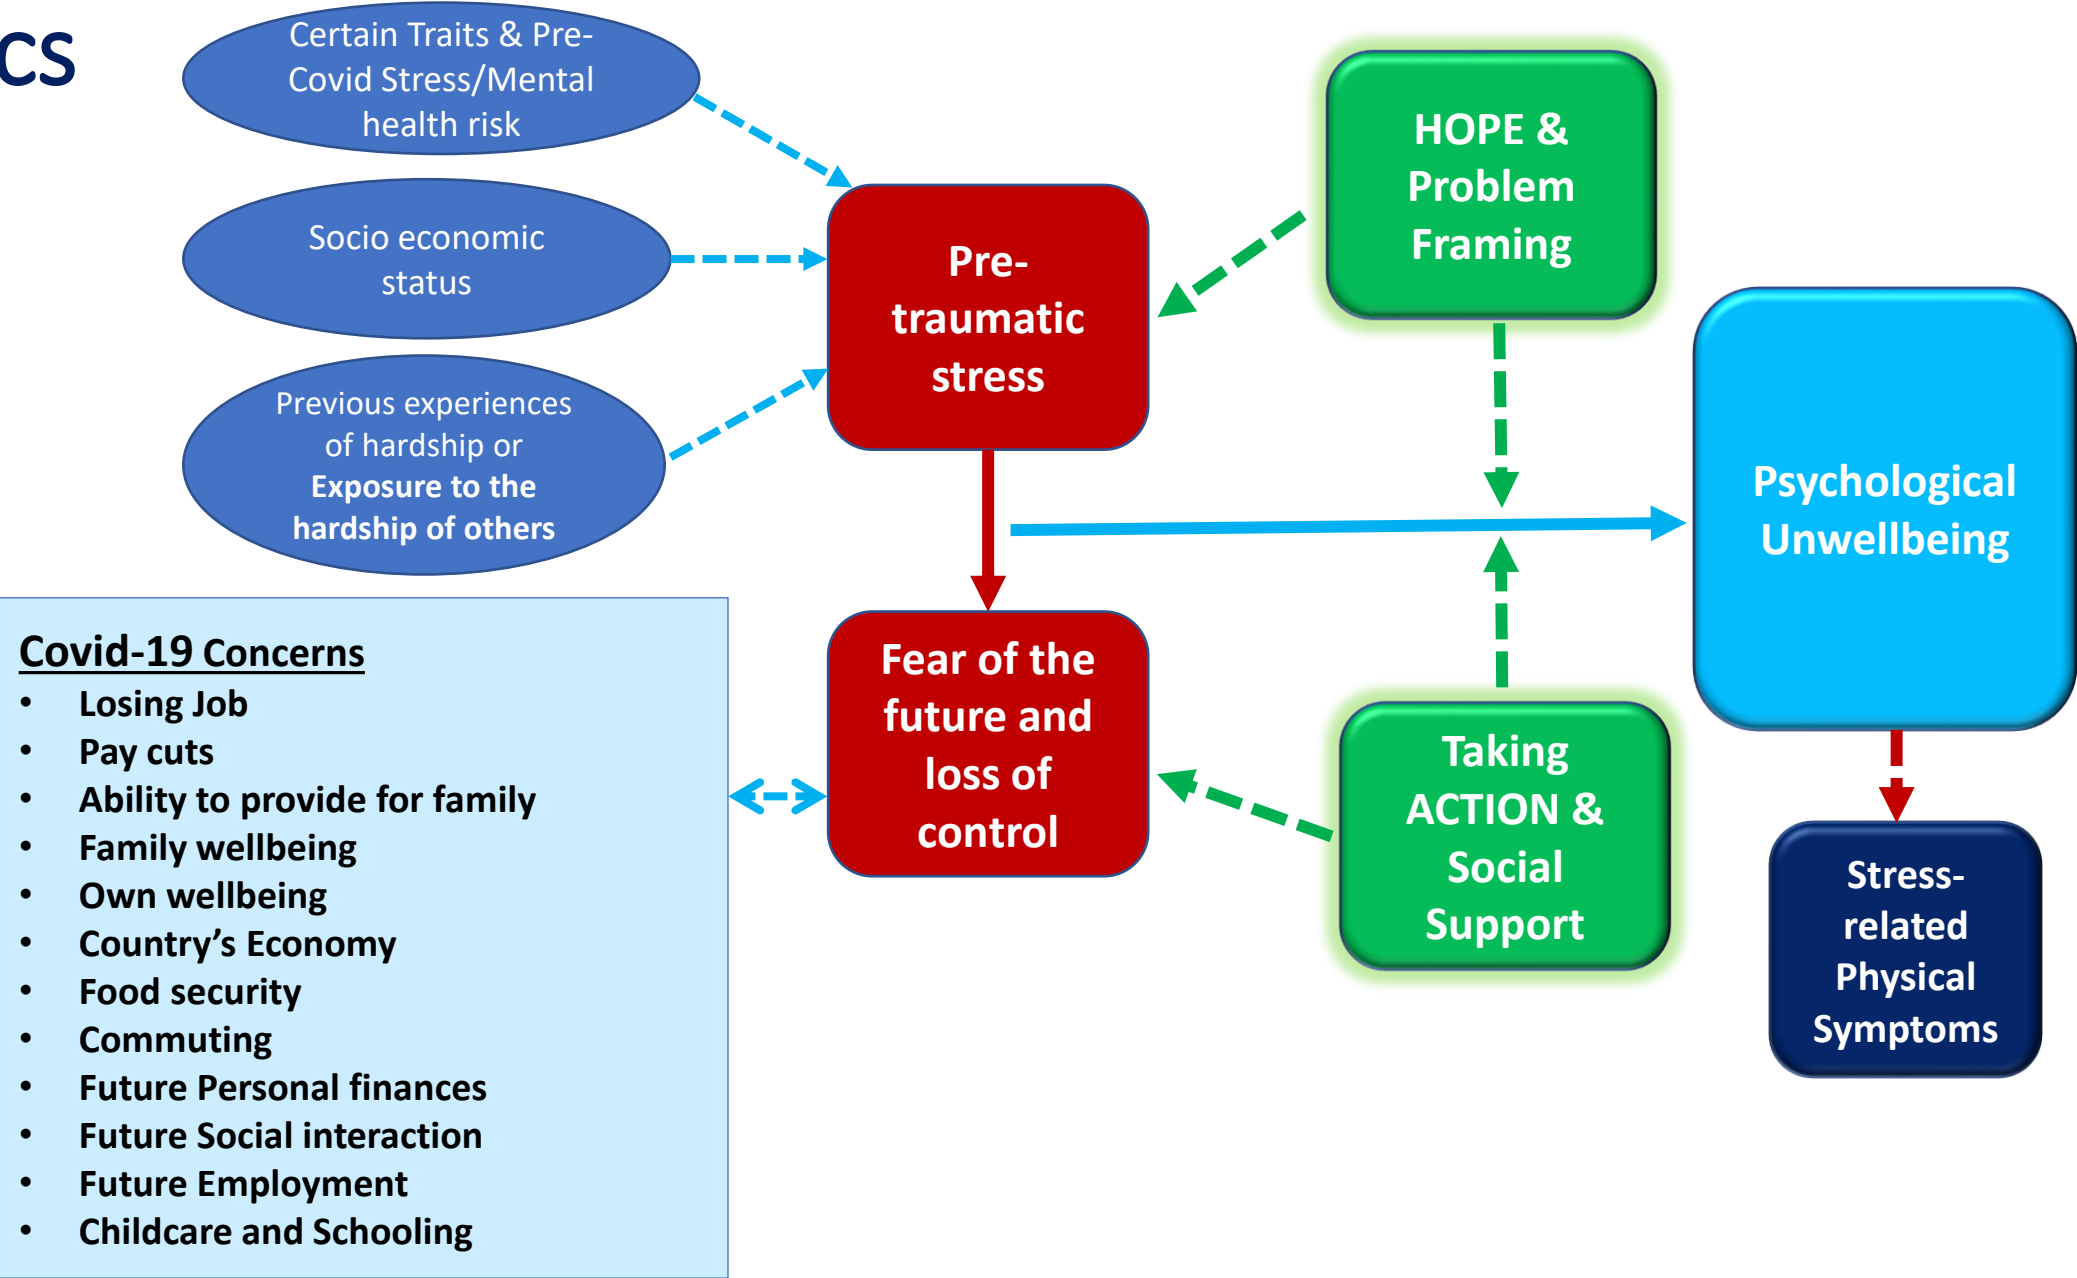 cs
Certain Traits & Pre-
Covid Stress/Mental
health risk
Socio economic
status
Previous experiences
of hardship or
Exposure to the
hardship of others
Pre-
traumatic
stress
HOPE &
Problem
Framing
Psychological
Unwellbeing
Fear of the
future and
loss of
control
Taking
ACTION &
Social
Support
Stress-
related
Physical
Symptoms
Covid-19 Concerns
• Losing Job
• Pay cuts
• Ability to provide for family
• Family wellbeing
• Own wellbeing
• Country’s Economy
• Food security
• Commuting
• Future Personal finances
• Future Social interaction
• Future Employment
• Childcare and Schooling